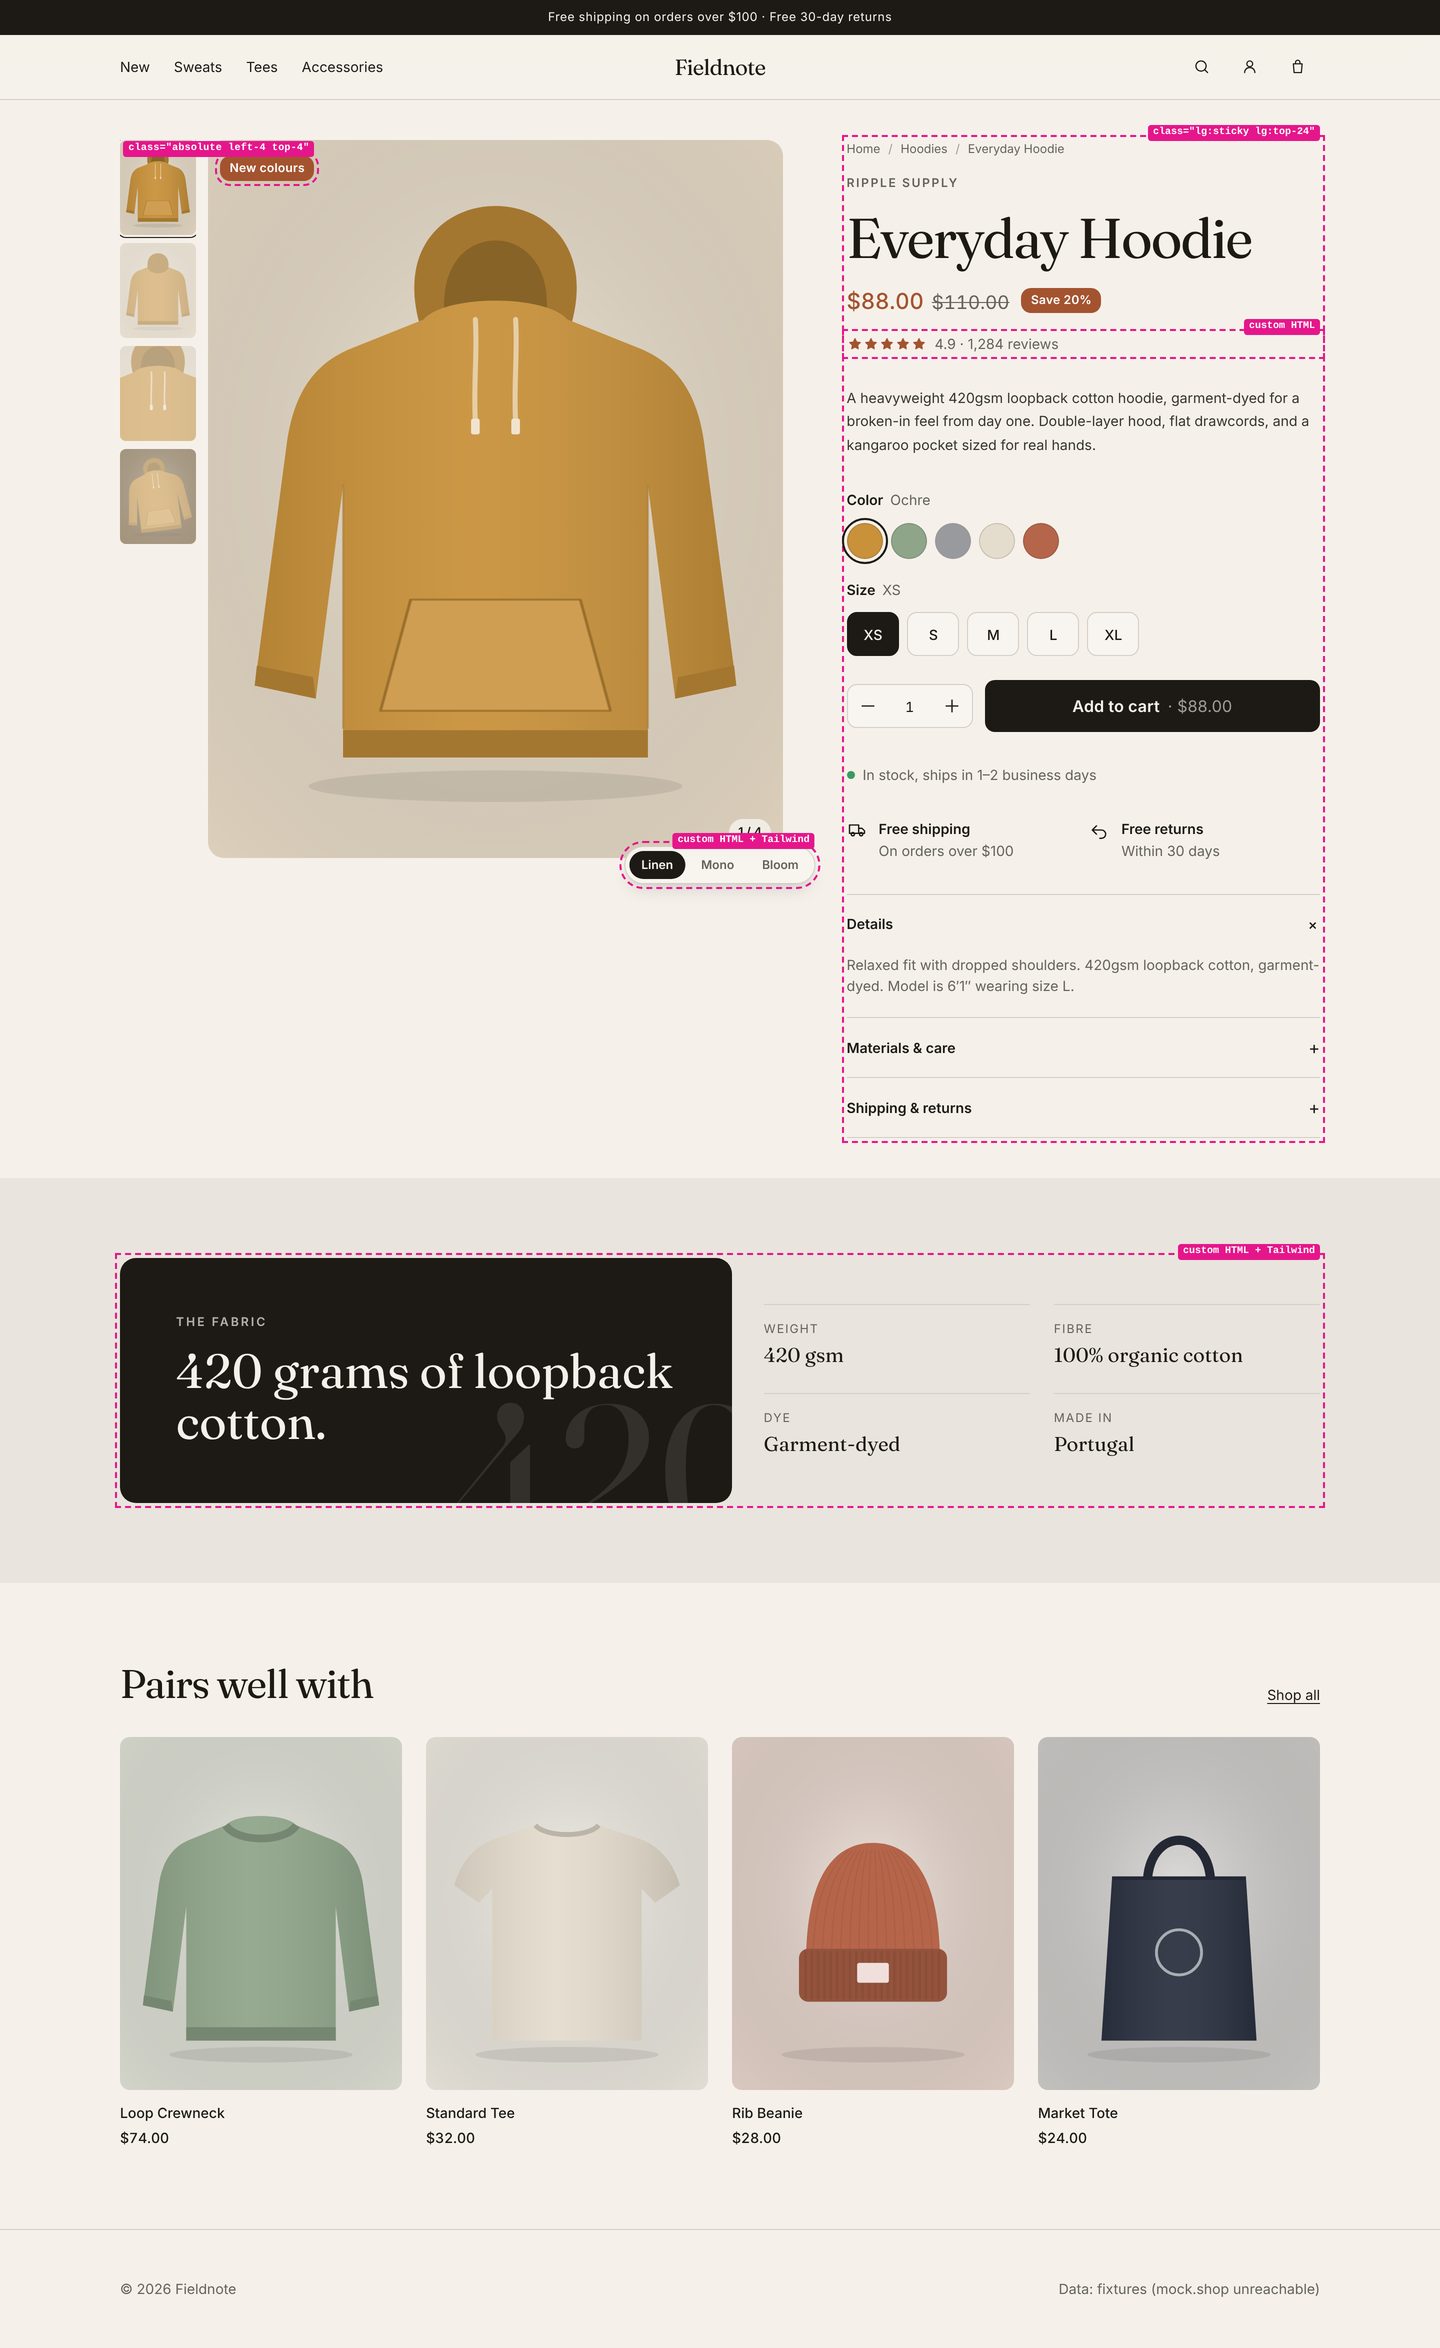 Free shipping on orders over $100 · Free 30-day returns
New Sweats Tees Accessories
Fieldnote
class="absolute left-4 top-4"
New colours
class="lg:sticky lg:top-24"
Home / Hoodies / Everyday Hoodie
RIPPLE SUPPLY
Everyday Hoodie
$88.00 $110.00 Save 20%
custom HTML
4.9 · 1,284 reviews
A heavyweight 420gsm loopback cotton hoodie, garment-dyed for a
broken-in feel from day one. Double-layer hood, flat drawcords, and a
kangaroo pocket sized for real hands.
Color Ochre
Size XS
XS S M L XL
1
Add to cart · $88.00
In stock, ships in 1–2 business days
Free shipping
On orders over $100
Free returns
Within 30 days
1/4
custom HTML + Tailwind
Linen Mono Bloom
Details
Relaxed fit with dropped shoulders. 420gsm loopback cotton, garment-
dyed. Model is 6′1″ wearing size L.
Materials & care
Shipping & returns
custom HTML + Tailwind
THE FABRIC
420 grams of loopback
cotton.
420
WEIGHT
420 gsm
FIBRE
100% organic cotton
DYE
Garment-dyed
MADE IN
Portugal
Pairs well with
Shop all
Loop Crewneck
$74.00
Standard Tee
$32.00
Rib Beanie
$28.00
Market Tote
$24.00
© 2026 Fieldnote
Data: fixtures (mock.shop unreachable)